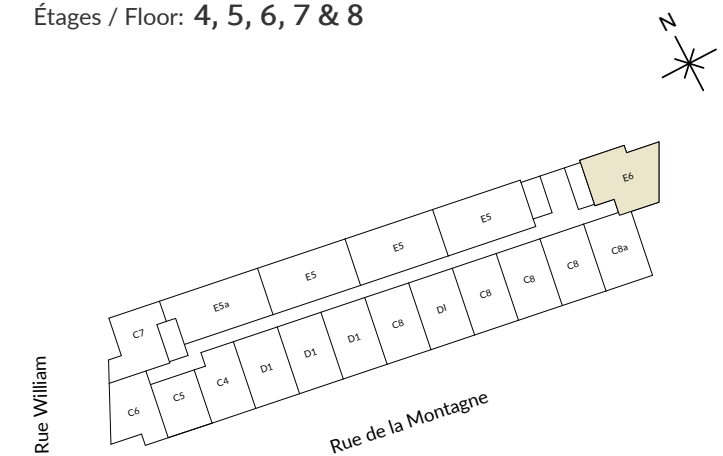 Étages / Floor: 4, 5, 6, 7 & 8
N
E6
E5
E5
E5
E5a
C7
C8a
C8
C8
C8
DI
C8
D1
D1
D1
C4
C5
C6
Rue William
Rue de la Montagne